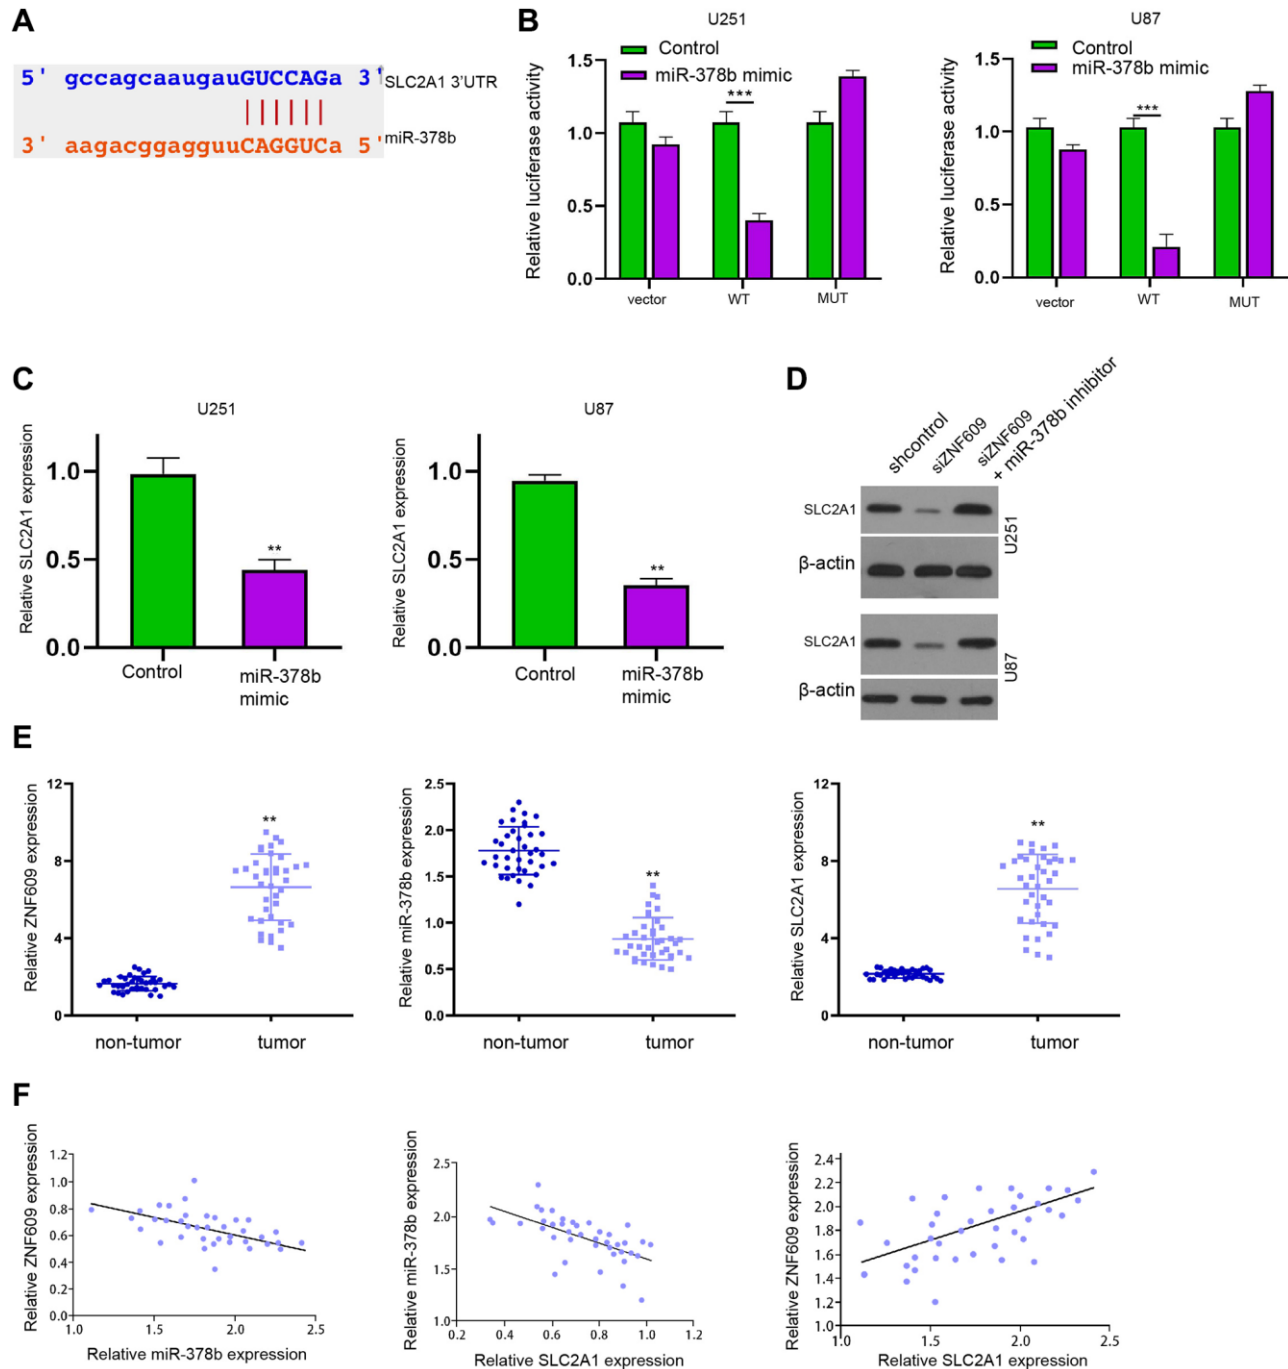 A
5' gccagcaaugauGUCCAGa 3' SLC2A1 3'UTR
3' aagacggagguuCAGGUCa 5' miR-378b
B
U251
Control
miR-378b mimic
Relative luciferase activity
1.5
1.0
0.5
0.0
***
vector
WT
MUT
U87
Control
miR-378b mimic
Relative luciferase activity
1.5
1.0
0.5
0.0
***
vector
WT
MUT
C
U251
Relative SLC2A1 expression
1.0
0.5
0.0
**
Control
miR-378b
mimic
U87
Relative SLC2A1 expression
1.0
0.5
0.0
**
Control
miR-378b
mimic
D
shcontrol
siZNF609
siZNF609
+ miR-378b inhibitor
SLC2A1
β-actin
U251
SLC2A1
β-actin
U87
E
Relative ZNF609 expression
12
8
4
0
**
non-tumor
tumor
Relative miR-378b expression
2.5
2.0
1.5
1.0
0.5
0.0
**
non-tumor
tumor
Relative SLC2A1 expression
12
8
4
0
**
non-tumor
tumor
F
Relative ZNF609 expression
1.2
1.0
0.8
0.6
0.4
0.2
0.0
1.0 1.5 2.0 2.5
Relative miR-378b expression
Relative miR-378b expression
2.5
2.0
1.5
1.0
0.2 0.4 0.6 0.8 1.0 1.2
Relative SLC2A1 expression
Relative ZNF609 expression
2.4
2.2
2.0
1.8
1.6
1.4
1.2
1.0
1.0 1.5 2.0 2.5
Relative SLC2A1 expression